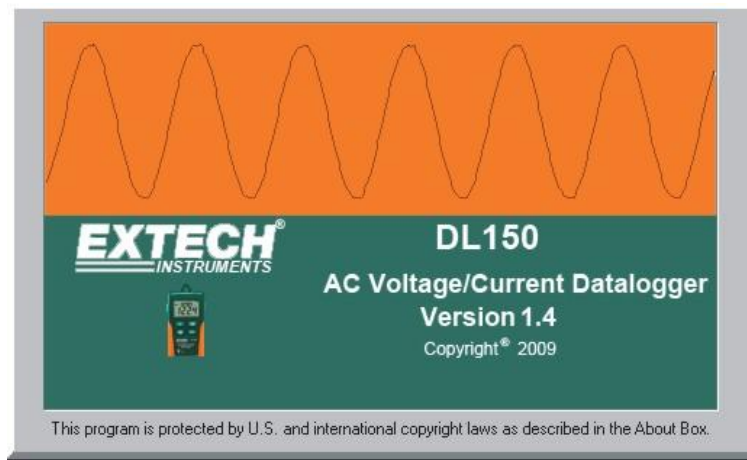 EXTECH®
INSTRUMENTS
DL150
AC Voltage/Current Datalogger
Version 1.4
Copyright® 2009
This program is protected by U.S. and international copyright laws as described in the About Box.